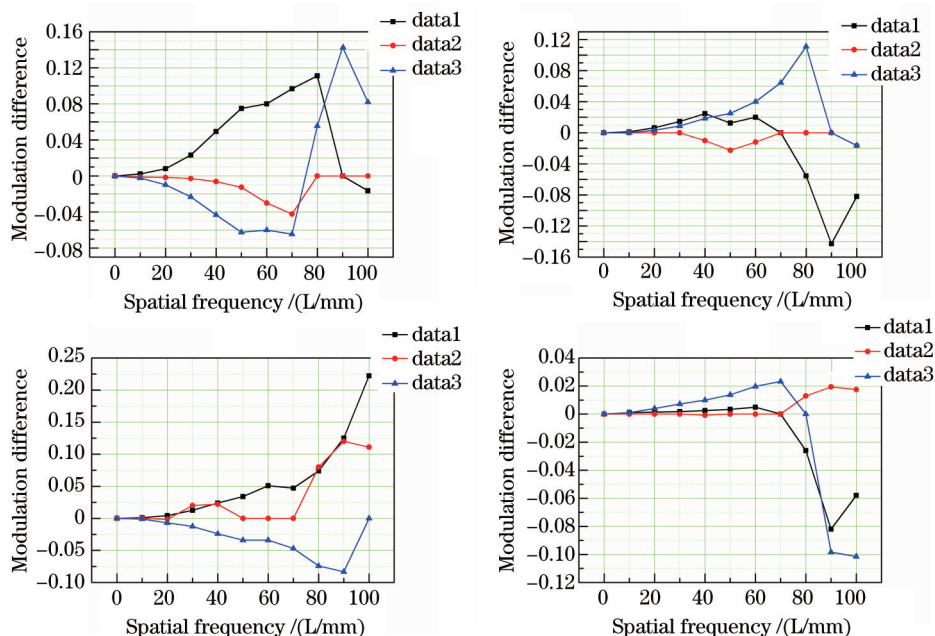 data1
data2
data3
0.16
0.12
0.08
0.04
0
−0.04
−0.08
Modulation difference
0 20 40 60 80 100
Spatial frequency /(L/mm)
data1
data2
data3
0.12
0.08
0.04
0
−0.04
−0.08
−0.12
−0.16
Modulation difference
0 20 40 60 80 100
Spatial frequency /(L/mm)
data1
data2
data3
0.25
0.20
0.15
0.10
0.05
0
−0.05
−0.10
Modulation difference
0 20 40 60 80 100
Spatial frequency /(L/mm)
data1
data2
data3
0.04
0.02
0
−0.02
−0.04
−0.06
−0.08
−0.10
−0.12
Modulation difference
0 20 40 60 80 100
Spatial frequency /(L/mm)